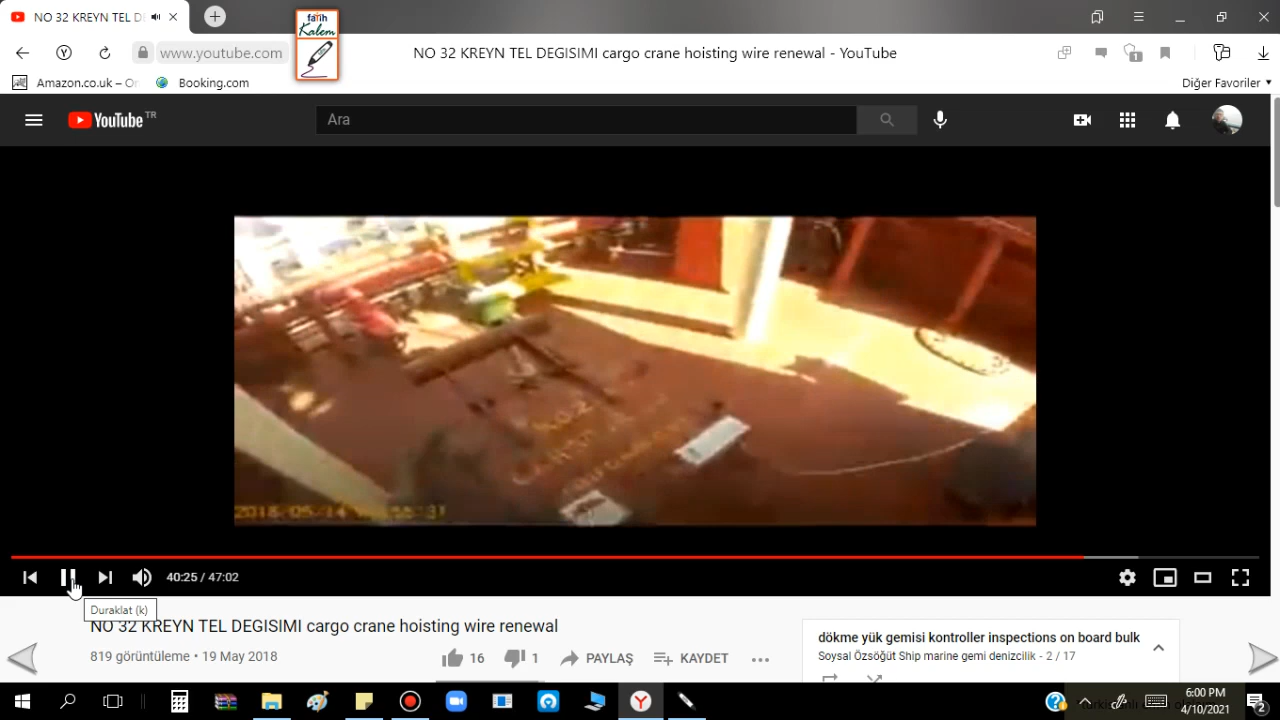 NO 32 KREYN TEL D
fatih
Kalem
www.youtube.com
NO 32 KREYN TEL DEGISIMI cargo crane hoisting wire renewal - YouTube
1
Amazon.co.uk – On
Booking.com
Diğer Favoriler
YouTube TR
Ara
No. 2
40:25 / 47:02
Duraklat (k)
NO 32 KREYN TEL DEGISIMI cargo crane hoisting wire renewal
819 görüntüleme • 19 May 2018
16
1
PAYLAŞ
KAYDET
dökme yük gemisi kontroller inspections on board bulk
Soysal Özsöğüt Ship marine gemi denizcilik - 2 / 17
6:00 PM
4/10/2021
2